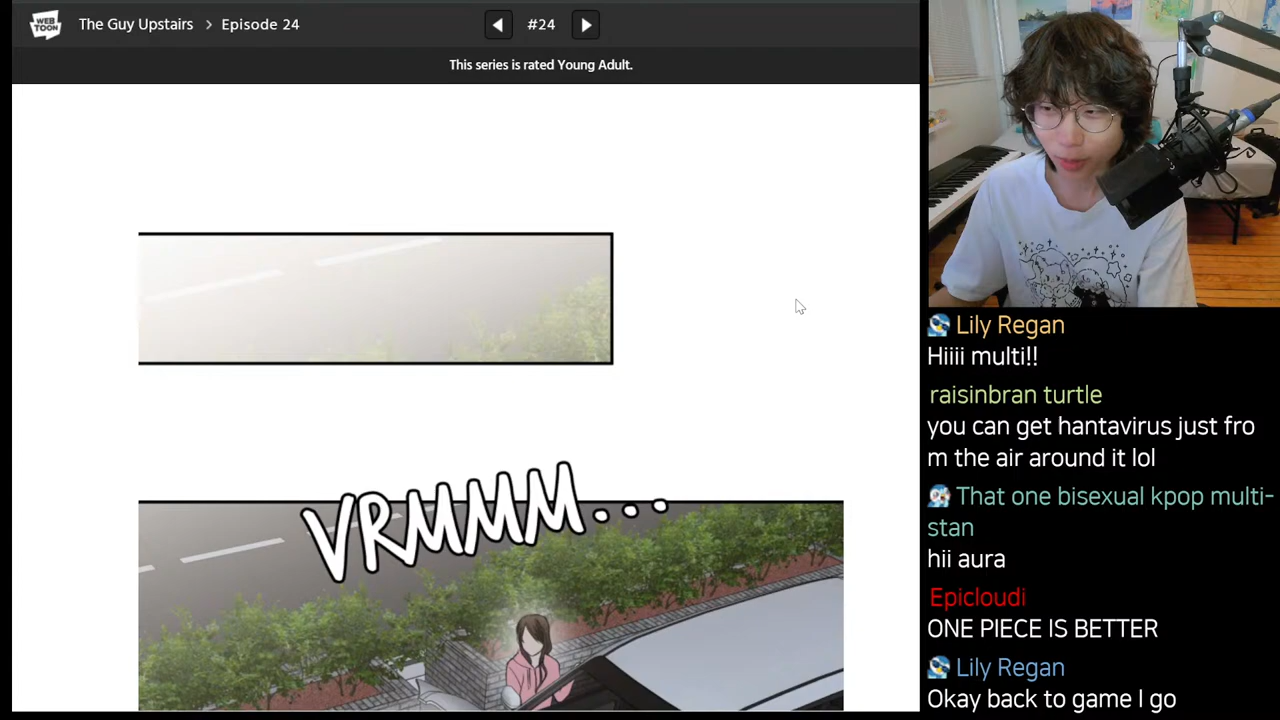 WEB
TOON
The Guy Upstairs > Episode 24
#24
This series is rated Young Adult.
VRMMM...
Lily Regan
Hiiii multi!!
raisinbran turtle
you can get hantavirus just fro
m the air around it lol
That one bisexual kpop multi-
stan
hii aura
Epicloudi
ONE PIECE IS BETTER
Lily Regan
Okay back to game I go